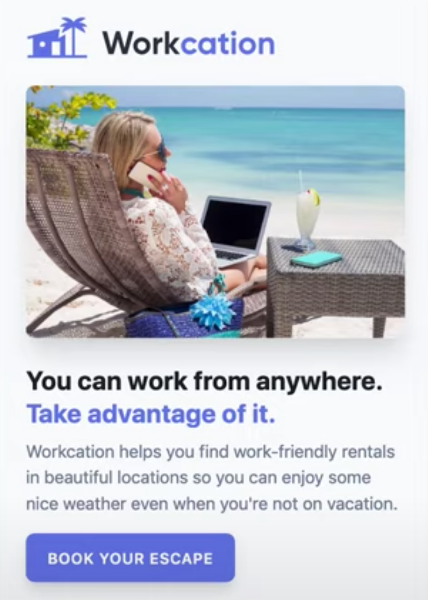 Workcation
You can work from anywhere.
Take advantage of it.
Workcation helps you find work-friendly rentals
in beautiful locations so you can enjoy some
nice weather even when you're not on vacation.
BOOK YOUR ESCAPE